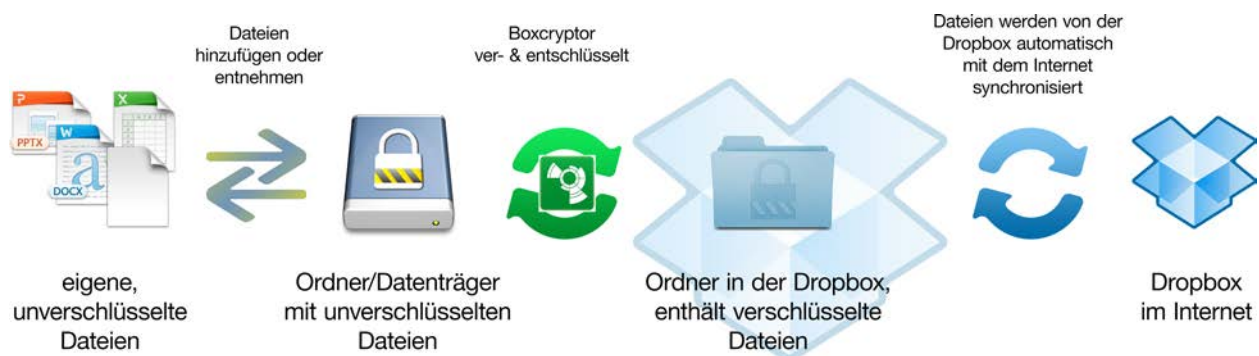 Dateien
hinzufügen oder
entnehmen
Boxcryptor
ver- & entschlüsselt
Dateien werden von der
Dropbox automatisch
mit dem Internet
synchronisiert
P
PPTX
X
W
a
DOCX
eigene,
unverschlüsselte
Dateien
Ordner/Datenträger
mit unverschlüsselten
Dateien
Ordner in der Dropbox,
enthält verschlüsselte
Dateien
Dropbox
im Internet